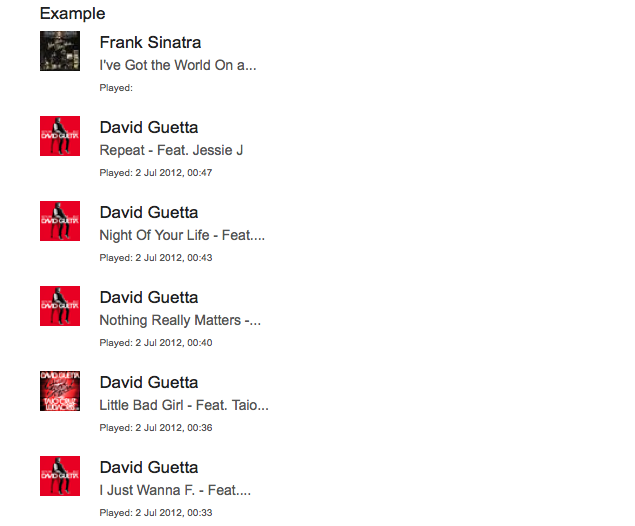 Example
Frank Sinatra
I've Got the World On a...
Played:
DAVID GUETTA
David Guetta
Repeat - Feat. Jessie J
Played: 2 Jul 2012, 00:47
DAVID GUETTA
David Guetta
Night Of Your Life - Feat....
Played: 2 Jul 2012, 00:43
DAVID GUETTA
David Guetta
Nothing Really Matters -...
Played: 2 Jul 2012, 00:40
DAVID GUETTA
TAIO CRUZ
LUDACRIS
David Guetta
Little Bad Girl - Feat. Taio...
Played: 2 Jul 2012, 00:36
DAVID GUETTA
David Guetta
I Just Wanna F. - Feat....
Played: 2 Jul 2012, 00:33